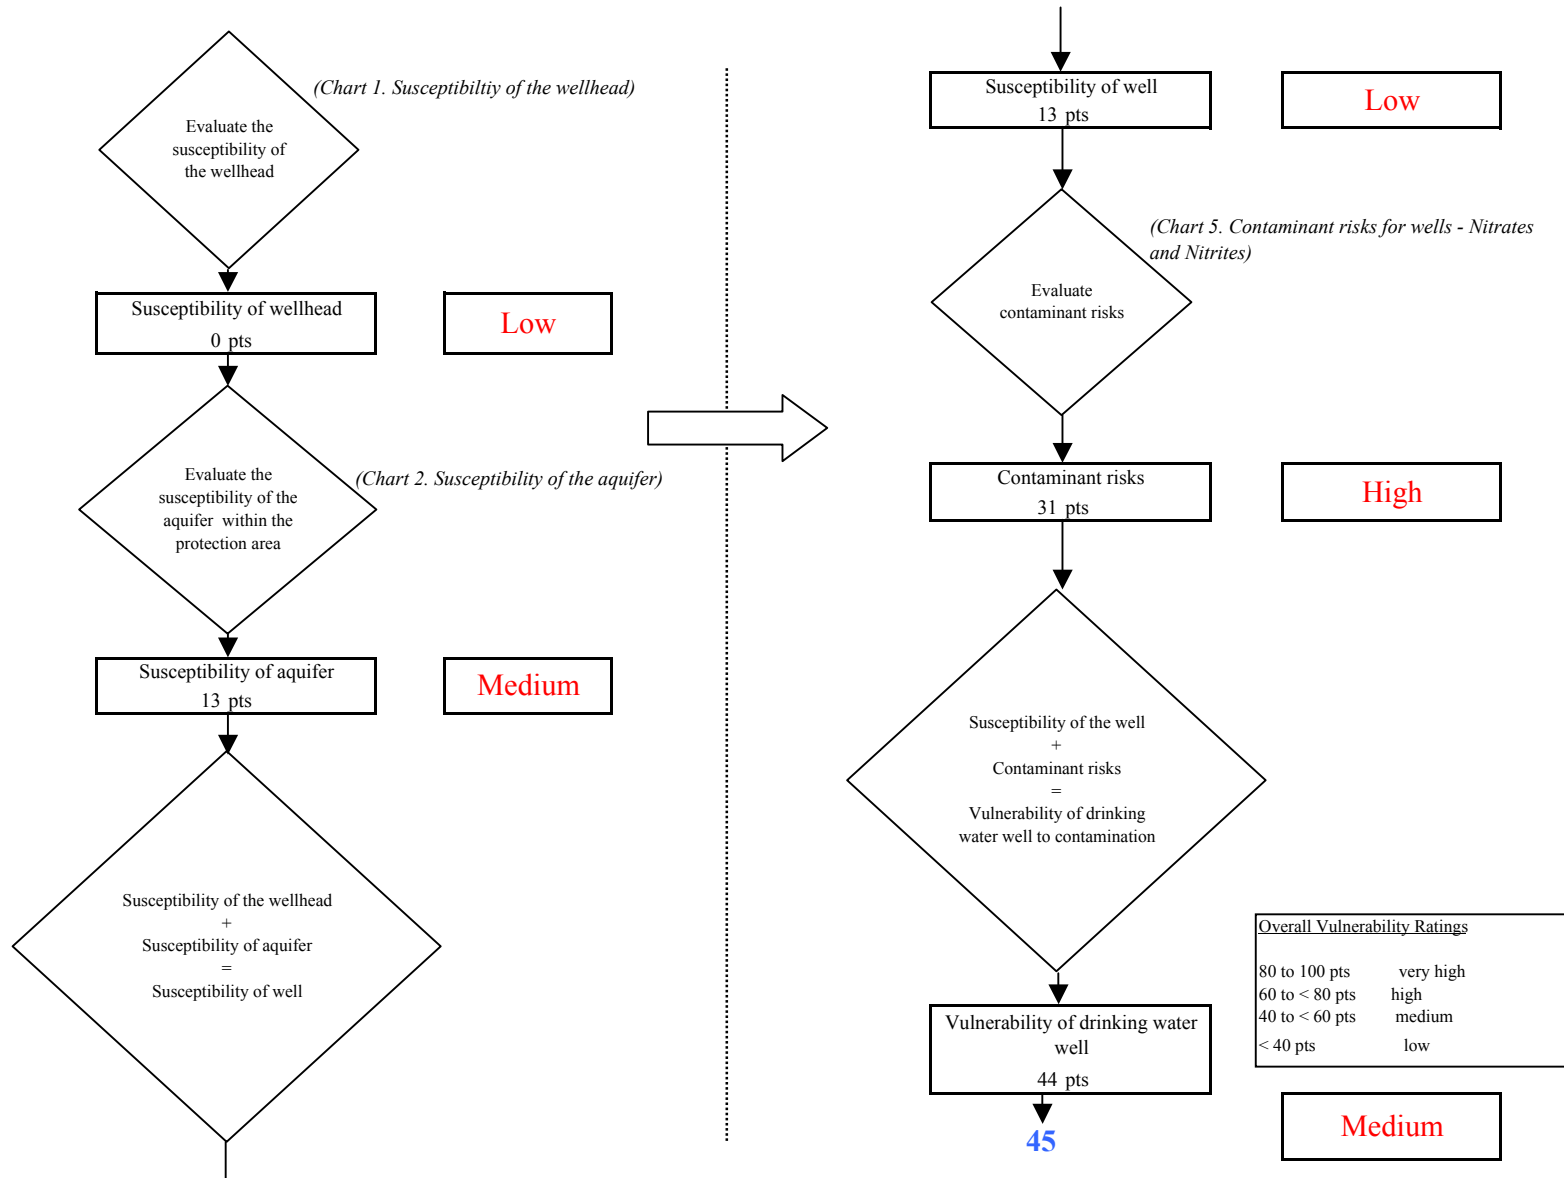 (Chart 1. Susceptibiltiy of the wellhead)
Evaluate the
susceptibility of
the wellhead
Susceptibility of wellhead
0 pts
Low
Evaluate the
susceptibility of the
aquifer within the
protection area
(Chart 2. Susceptibility of the aquifer)
Susceptibility of aquifer
13 pts
Medium
Susceptibility of the wellhead
+
Susceptibility of aquifer
=
Susceptibility of well
Susceptibility of well
13 pts
Low
(Chart 5. Contaminant risks for wells - Nitrates
and Nitrites)
Evaluate
contaminant risks
Contaminant risks
31 pts
High
Susceptibility of the well
+
Contaminant risks
=
Vulnerability of drinking
water well to contamination
Overall Vulnerability Ratings
80 to 100 pts very high
60 to < 80 pts high
40 to < 60 pts medium
< 40 pts low
Vulnerability of drinking water
well
44 pts
45
Medium